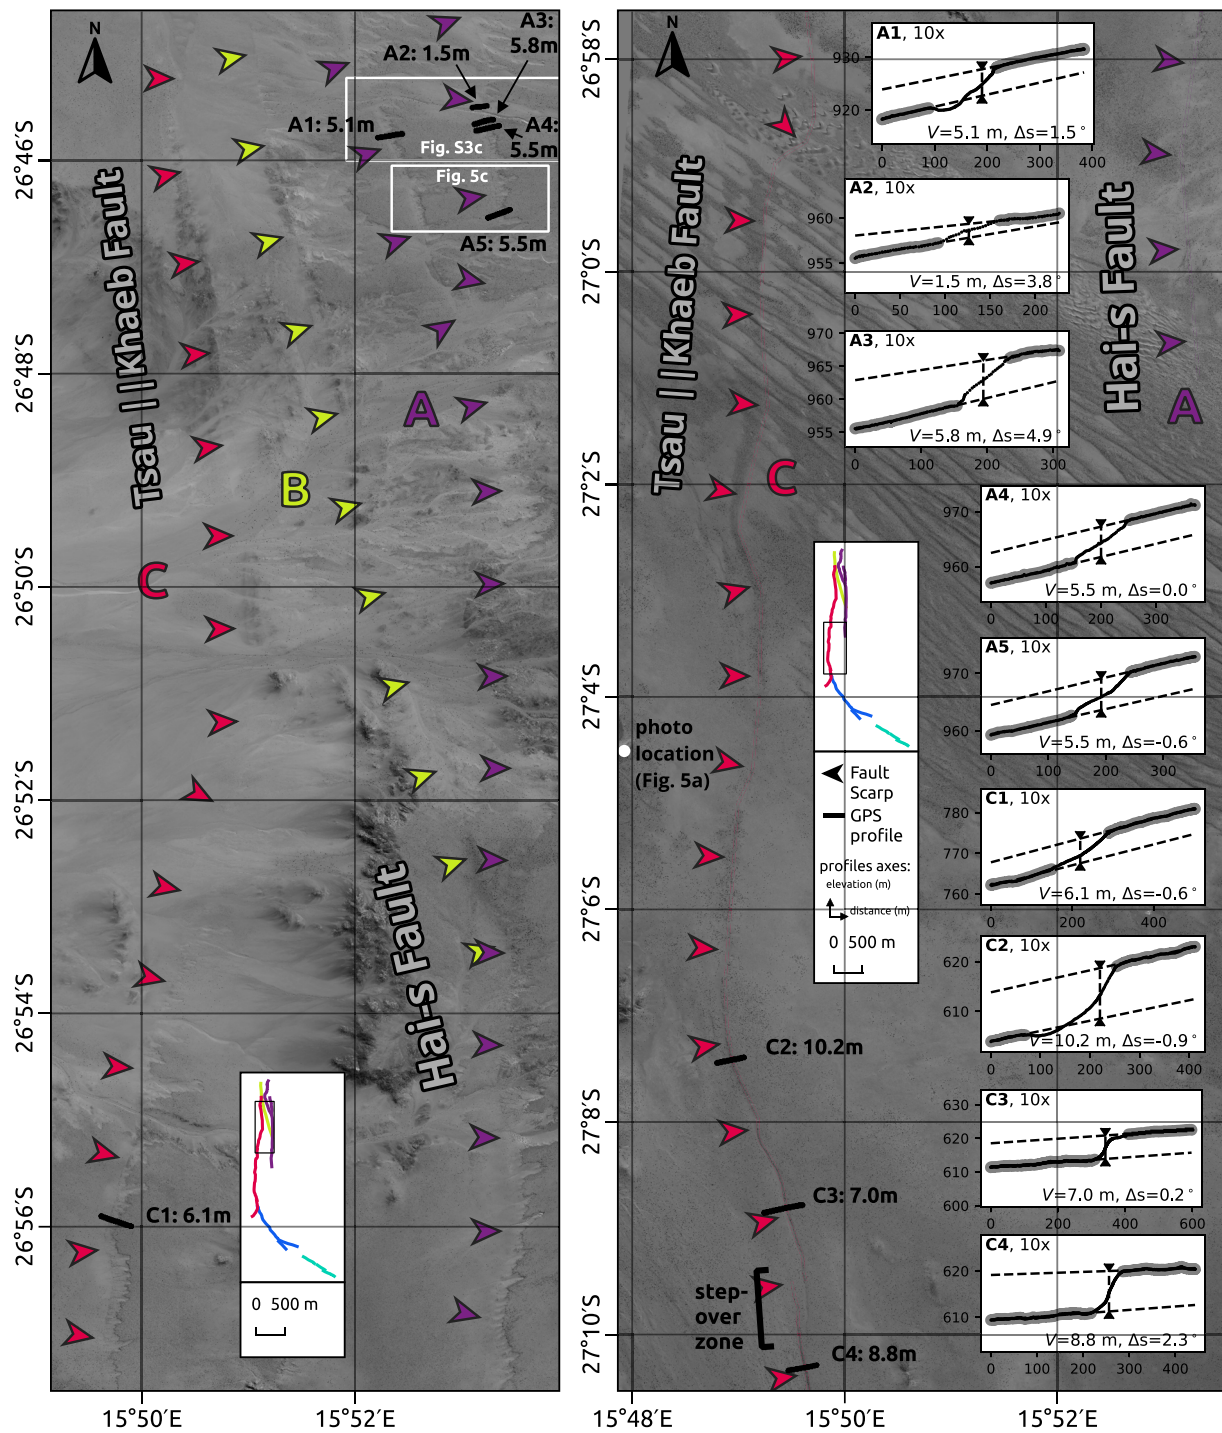 N
A3:
5.8m
A2: 1.5m
A1: 5.1m
A4:
5.5m
Fig. S3c
Fig. 5c
A5: 5.5m
Tsau ||Khaeb Fault
A
B
C
Hai-s Fault
C1: 6.1m
0 500 m
26°46′S
26°48′S
26°50′S
26°52′S
26°54′S
26°56′S
15°50′E
15°52′E
N
Tsau ||Khaeb Fault
Hai-s Fault
A
C
photo
location
(Fig. 5a)
Fault
Scarp
GPS
profile
profiles axes:
elevation (m)
distance (m)
0 500 m
C2: 10.2m
C3: 7.0m
step-
over
zone
C4: 8.8m
26°58′S
27°0′S
27°2′S
27°4′S
27°6′S
27°8′S
27°10′S
15°48′E
15°50′E
15°52′E
A1, 10x
930
920
V=5.1 m, Δs=1.5°
0 100 200 300 400
A2, 10x
960
955
V=1.5 m, Δs=3.8°
0 50 100 150 200
A3, 10x
970
965
960
955
V=5.8 m, Δs=4.9°
0 100 200 300
A4, 10x
970
960
V=5.5 m, Δs=0.0°
0 100 200 300
A5, 10x
970
960
V=5.5 m, Δs=-0.6°
0 100 200 300
C1, 10x
780
770
760
V=6.1 m, Δs=-0.6°
0 200 400
C2, 10x
620
610
V=10.2 m, Δs=-0.9°
0 100 200 300 400
C3, 10x
630
620
610
600
V=7.0 m, Δs=0.2°
0 200 400 600
C4, 10x
620
610
V=8.8 m, Δs=2.3°
0 100 200 300 400